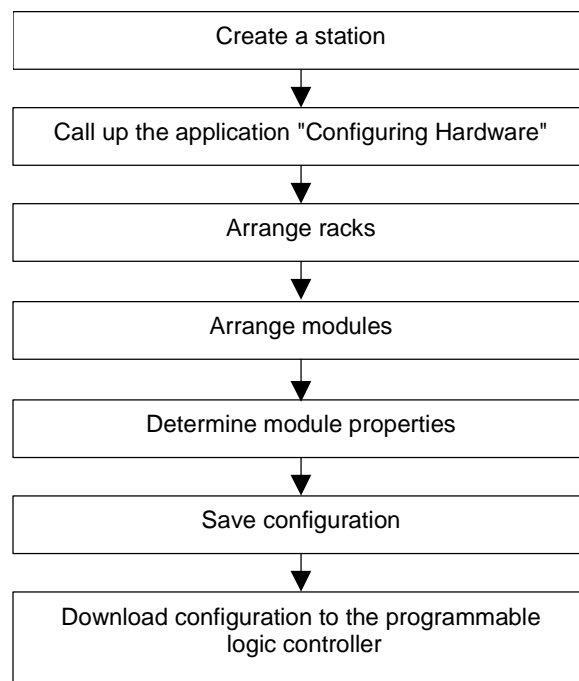 Create a station
Call up the application "Configuring Hardware"
Arrange racks
Arrange modules
Determine module properties
Save configuration
Download configuration to the programmable
logic controller